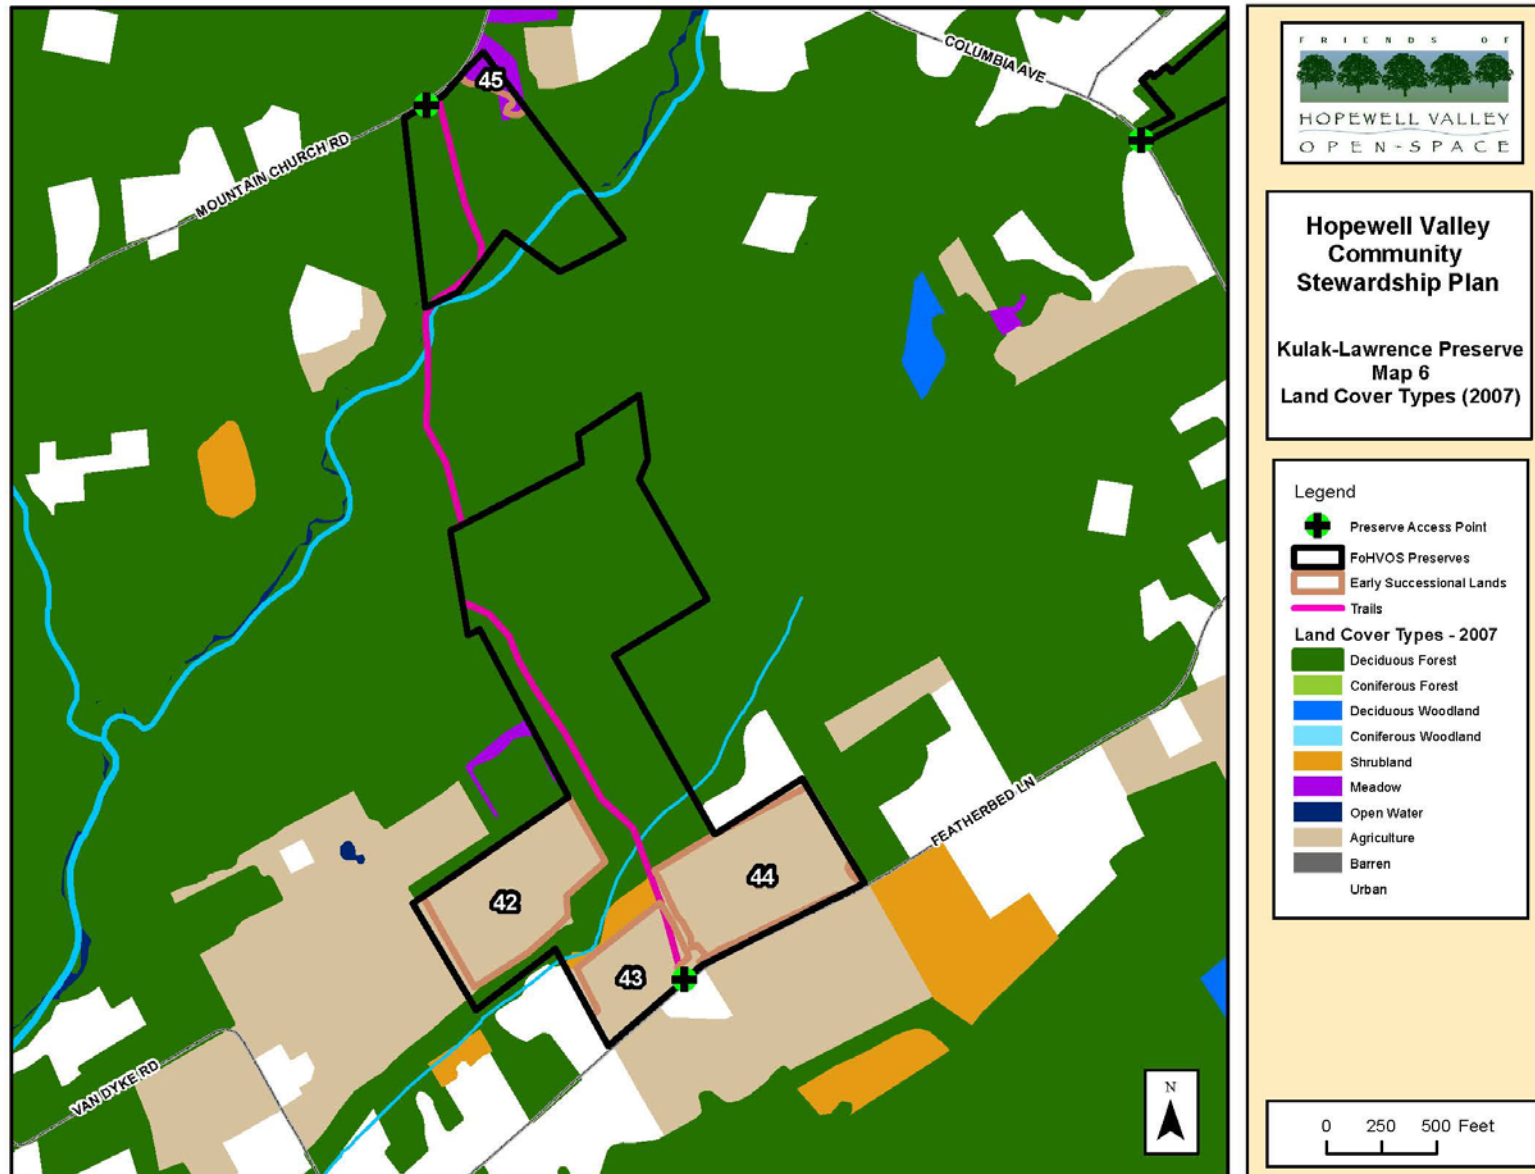 45
COLUMBIA AVE
MOUNTAIN CHURCH RD
FEATHERBED LN
42
44
43
VAN DYKE RD
N
FRIENDS OF
HOPEWELL VALLEY
OPEN-SPACE
Hopewell Valley
Community
Stewardship Plan
Kulak-Lawrence Preserve
Map 6
Land Cover Types (2007)
Legend
Preserve Access Point
FoHVOS Preserves
Early Successional Lands
Trails
Land Cover Types - 2007
Deciduous Forest
Coniferous Forest
Deciduous Woodland
Coniferous Woodland
Shrubland
Meadow
Open Water
Agriculture
Barren
Urban
0 250 500 Feet